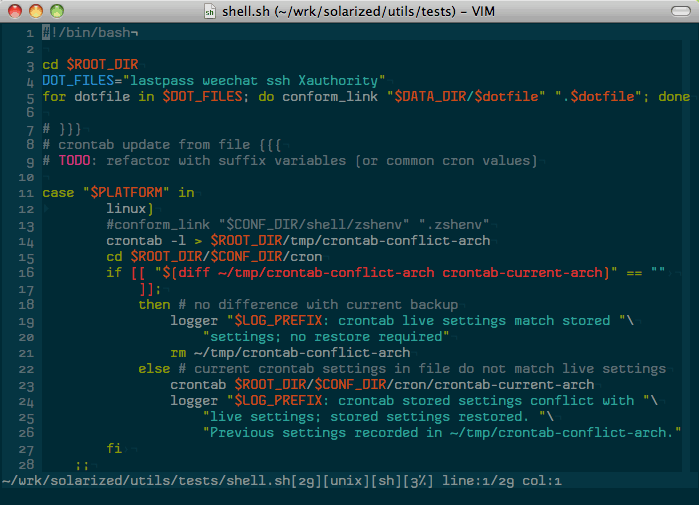 shell.sh (~/wrk/solarized/utils/tests) - VIM
1 #!/bin/bash¬
2
3 cd $ROOT_DIR
4 DOT_FILES="lastpass weechat ssh Xauthority"
5 for dotfile in $DOT_FILES; do conform_link "$DATA_DIR/$dotfile" ".$dotfile"; done
6
7 # }}}
8 # crontab update from file {{{
9 # TODO: refactor with suffix variables (or common cron values)
10
11 case "$PLATFORM" in
12 linux)
13 #conform_link "$CONF_DIR/shell/zshenv" ".zshenv"
14 crontab -l > $ROOT_DIR/tmp/crontab-conflict-arch
15 cd $ROOT_DIR/$CONF_DIR/cron
16 if [[ "$(diff ~/tmp/crontab-conflict-arch crontab-current-arch)" == ""
17 ]];
18 then # no difference with current backup
19 logger "$LOG_PREFIX: crontab live settings match stored "\
20 "settings; no restore required"
21 rm ~/tmp/crontab-conflict-arch
22 else # current crontab settings in file do not match live settings
23 crontab $ROOT_DIR/$CONF_DIR/cron/crontab-current-arch
24 logger "$LOG_PREFIX: crontab stored settings conflict with "\
25 "live settings; stored settings restored. "\
26 "Previous settings recorded in ~/tmp/crontab-conflict-arch."
27 fi
28 ;;
~/wrk/solarized/utils/tests/shell.sh[29][unix][sh][3%] line:1/29 col:1